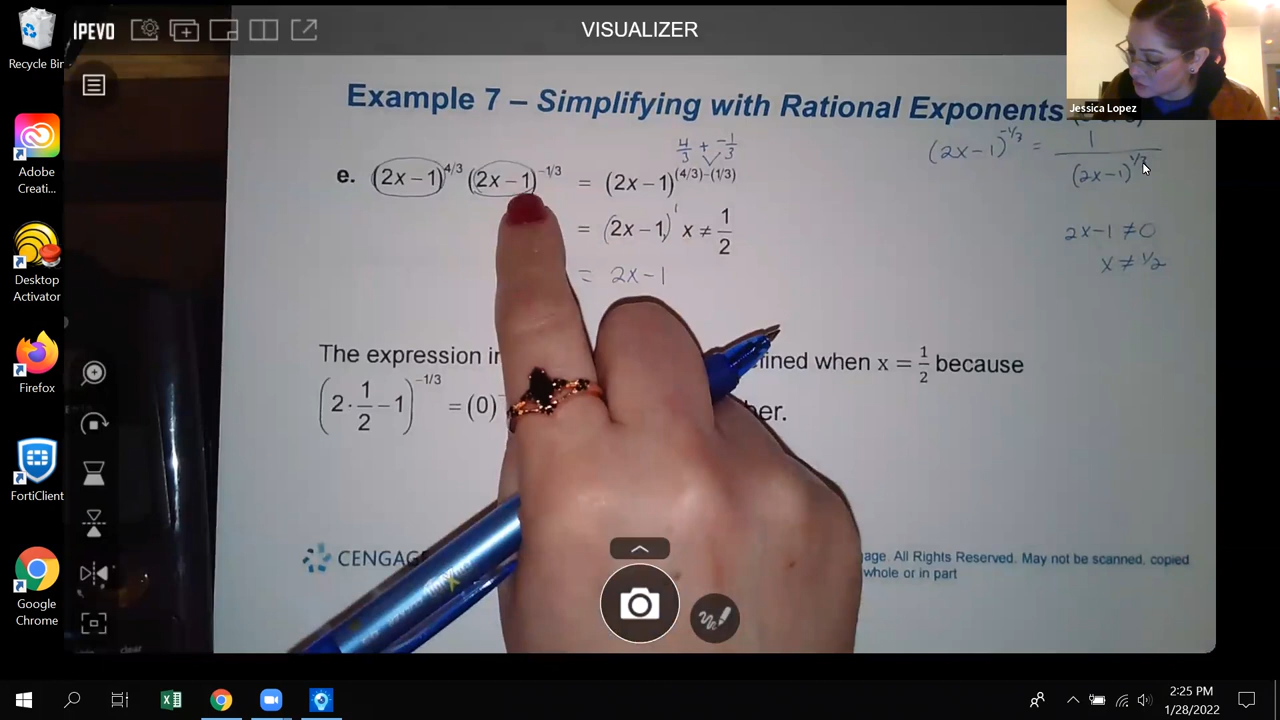 IPEVO
VISUALIZER
Recycle Bin
Adobe
Creati...
Desktop
Activator
Firefox
FortiClient
Google
Chrome
Jessica Lopez
Example 7 – Simplifying with Rational Exponents
4/3 + -1/3
e. (2x – 1)^4/3 (2x – 1)^–1/3 = (2x – 1)^(4/3)–(1/3)
= (2x – 1)^1 x ≠ 1/2
= 2x – 1
(2x – 1)^-1/3 = 1/(2x – 1)^1/3
2x – 1 ≠ 0
x ≠ 1/2
The expression in when x = 1/2 because
(2 · 1/2 – 1)^–1/3 = (0)
CENGAGE All Rights Reserved. May not be scanned, copied
whole or in part
2:25 PM
1/28/2022